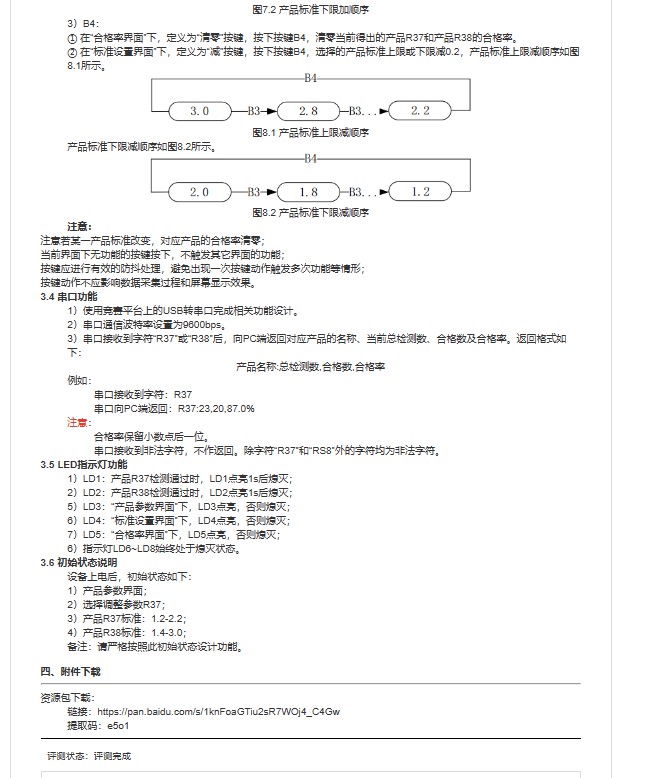 图7.2 产品标准下限加顺序
3）B4：
① 在“合格率界面”下，定义为“清零”按键，按下按键B4，清零当前得出的产品R37和产品R38的合格率。
② 在“标准设置界面”下，定义为“减”按键，按下按键B4，选择的产品标准上限或下限减0.2，产品标准上限减顺序如图
8.1所示。
B4
3.0 B3 2.8 B3... 2.2
图8.1 产品标准上限减顺序
产品标准下限减顺序如图8.2所示。
B4
2.0 B3 1.8 B3... 1.2
图8.2 产品标准下限减顺序
注意：
注意若某一产品标准改变，对应产品的合格率清零；
当前界面下无功能的按键按下，不触发其它界面的功能；
按键应进行有效的防抖处理，避免出现一次按键动作触发多次功能等情形；
按键动作不应影响数据采集过程和屏幕显示效果。
3.4 串口功能
1）使用竞赛平台上的USB转串口完成相关功能设计。
2）串口通信波特率设置为9600bps。
3）串口接收到字符“R37”或“R38”后，向PC端返回对应产品的名称、当前总检测数、合格数及合格率。返回格式如
下：
产品名称:总检测数,合格数,合格率
例如：
串口接收到字符：R37
串口向PC端返回：R37:23,20,87.0%
注意：
合格率保留小数点后一位。
串口接收到非法字符，不作返回。除字符“R37”和“RS8”外的字符均为非法字符。
3.5 LED指示灯功能
1）LD1：产品R37检测通过时，LD1点亮1s后熄灭；
2）LD2：产品R38检测通过时，LD2点亮1s后熄灭；
5）LD3：“产品参数界面”下，LD3点亮，否则熄灭；
6）LD4：“标准设置界面”下，LD4点亮，否则熄灭；
7）LD5：“合格率界面”下，LD5点亮，否则熄灭；
6）指示灯LD6~LD8始终处于熄灭状态。
3.6 初始状态说明
设备上电后，初始状态如下：
1）产品参数界面；
2）选择调整参数R37；
3）产品R37标准：1.2-2.2；
4）产品R38标准：1.4-3.0；
备注：请严格按照此初始状态设计功能。
四、附件下载
资源包下载：
链接：https://pan.baidu.com/s/1knFoaGTiu2sR7WOj4_C4Gw
提取码：e5o1
评测状态：评测完成